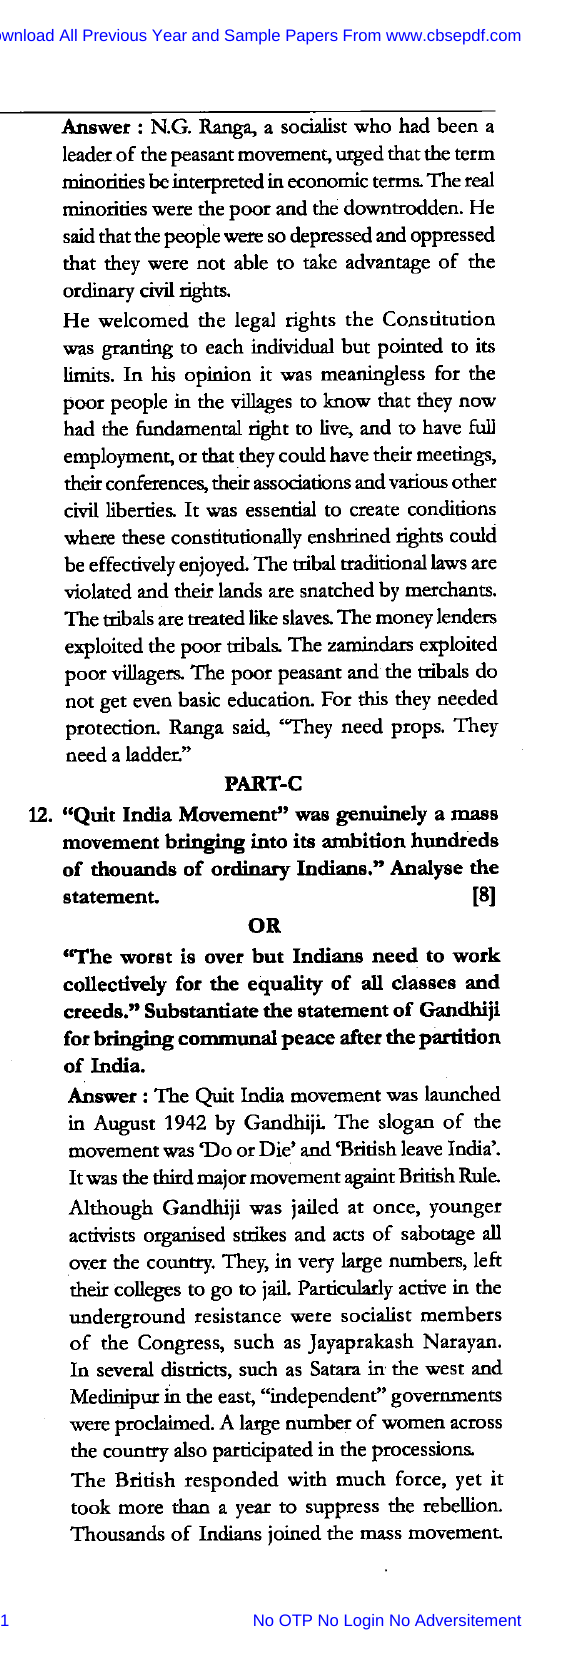 ownload All Previous Year and Sample Papers From www.cbsepdf.com
Answer : N.G. Ranga, a socialist who had been a
leader of the peasant movement, urged that the term
minorities be interpreted in economic terms. The real
minorities were the poor and the downtrodden. He
said that the people were so depressed and oppressed
that they were not able to take advantage of the
ordinary civil rights.
He welcomed the legal rights the Constitution
was granting to each individual but pointed to its
limits. In his opinion it was meaningless for the
poor people in the villages to know that they now
had the fundamental right to live, and to have full
employment, or that they could have their meetings,
their conferences, their associations and various other
civil liberties. It was essential to create conditions
where these constitutionally enshrined rights could
be effectively enjoyed. The tribal traditional laws are
violated and their lands are snatched by merchants.
The tribals are treated like slaves. The money lenders
exploited the poor tribals. The zamindars exploited
poor villagers. The poor peasant and the tribals do
not get even basic education. For this they needed
protection. Ranga said, “They need props. They
need a ladder.”
PART-C
12. “Quit India Movement” was genuinely a mass
movement bringing into its ambition hundreds
of thouands of ordinary Indians.” Analyse the
statement. [8]
OR
“The worst is over but Indians need to work
collectively for the equality of all classes and
creeds.” Substantiate the statement of Gandhiji
for bringing communal peace after the partition
of India.
Answer : The Quit India movement was launched
in August 1942 by Gandhiji. The slogan of the
movement was ‘Do or Die’ and ‘British leave India’.
It was the third major movement againt British Rule.
Although Gandhiji was jailed at once, younger
activists organised strikes and acts of sabotage all
over the country. They, in very large numbers, left
their colleges to go to jail. Particularly active in the
underground resistance were socialist members
of the Congress, such as Jayaprakash Narayan.
In several districts, such as Satara in the west and
Medinipur in the east, “independent” governments
were proclaimed. A large number of women across
the country also participated in the processions.
The British responded with much force, yet it
took more than a year to suppress the rebellion.
Thousands of Indians joined the mass movement.
1 No OTP No Login No Adversitement